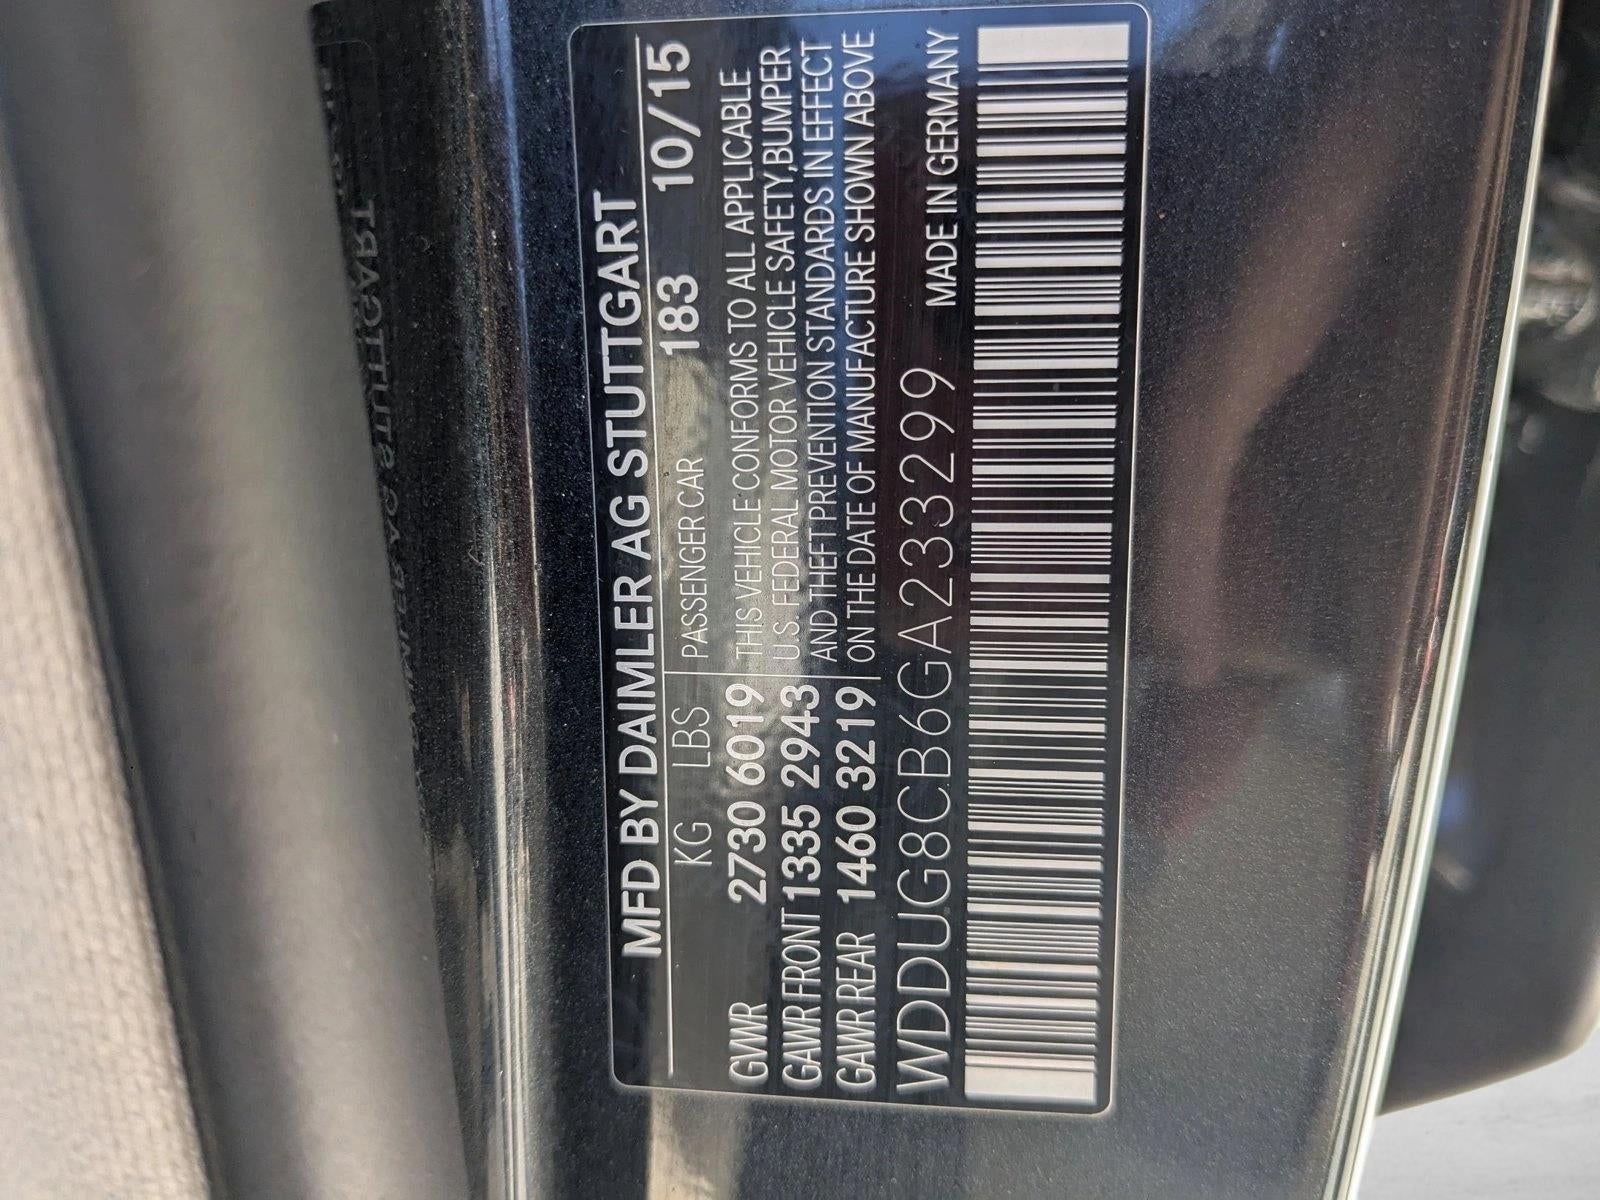 MFD BY DAIMLER AG STUTTGART
183 10/15
KG LBS PASSENGER CAR
GVWR 2730 6019 THIS VEHICLE CONFORMS TO ALL APPLICABLE
U.S. FEDERAL MOTOR VEHICLE SAFETY,BUMPER
GAWR FRONT 1335 2943 AND THEFT PREVENTION STANDARDS IN EFFECT
GAWR REAR 1460 3219 ON THE DATE OF MANUFACTURE SHOWN ABOVE
WDDUG8CB6GA233299 MADE IN GERMANY